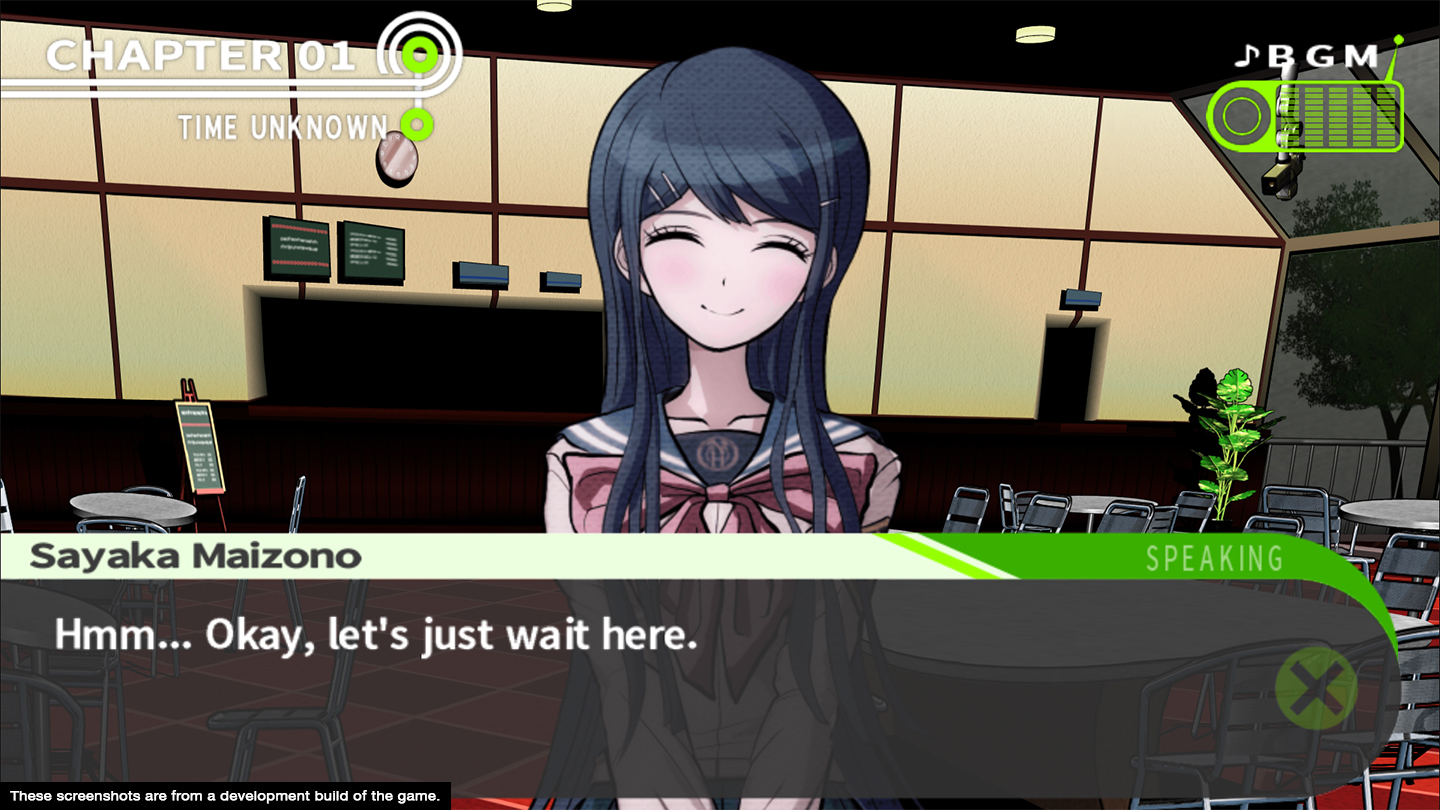 CHAPTER 01
TIME UNKNOWN
♪BGM
Sayaka Maizono
SPEAKING
Hmm... Okay, let's just wait here.
These screenshots are from a development build of the game.